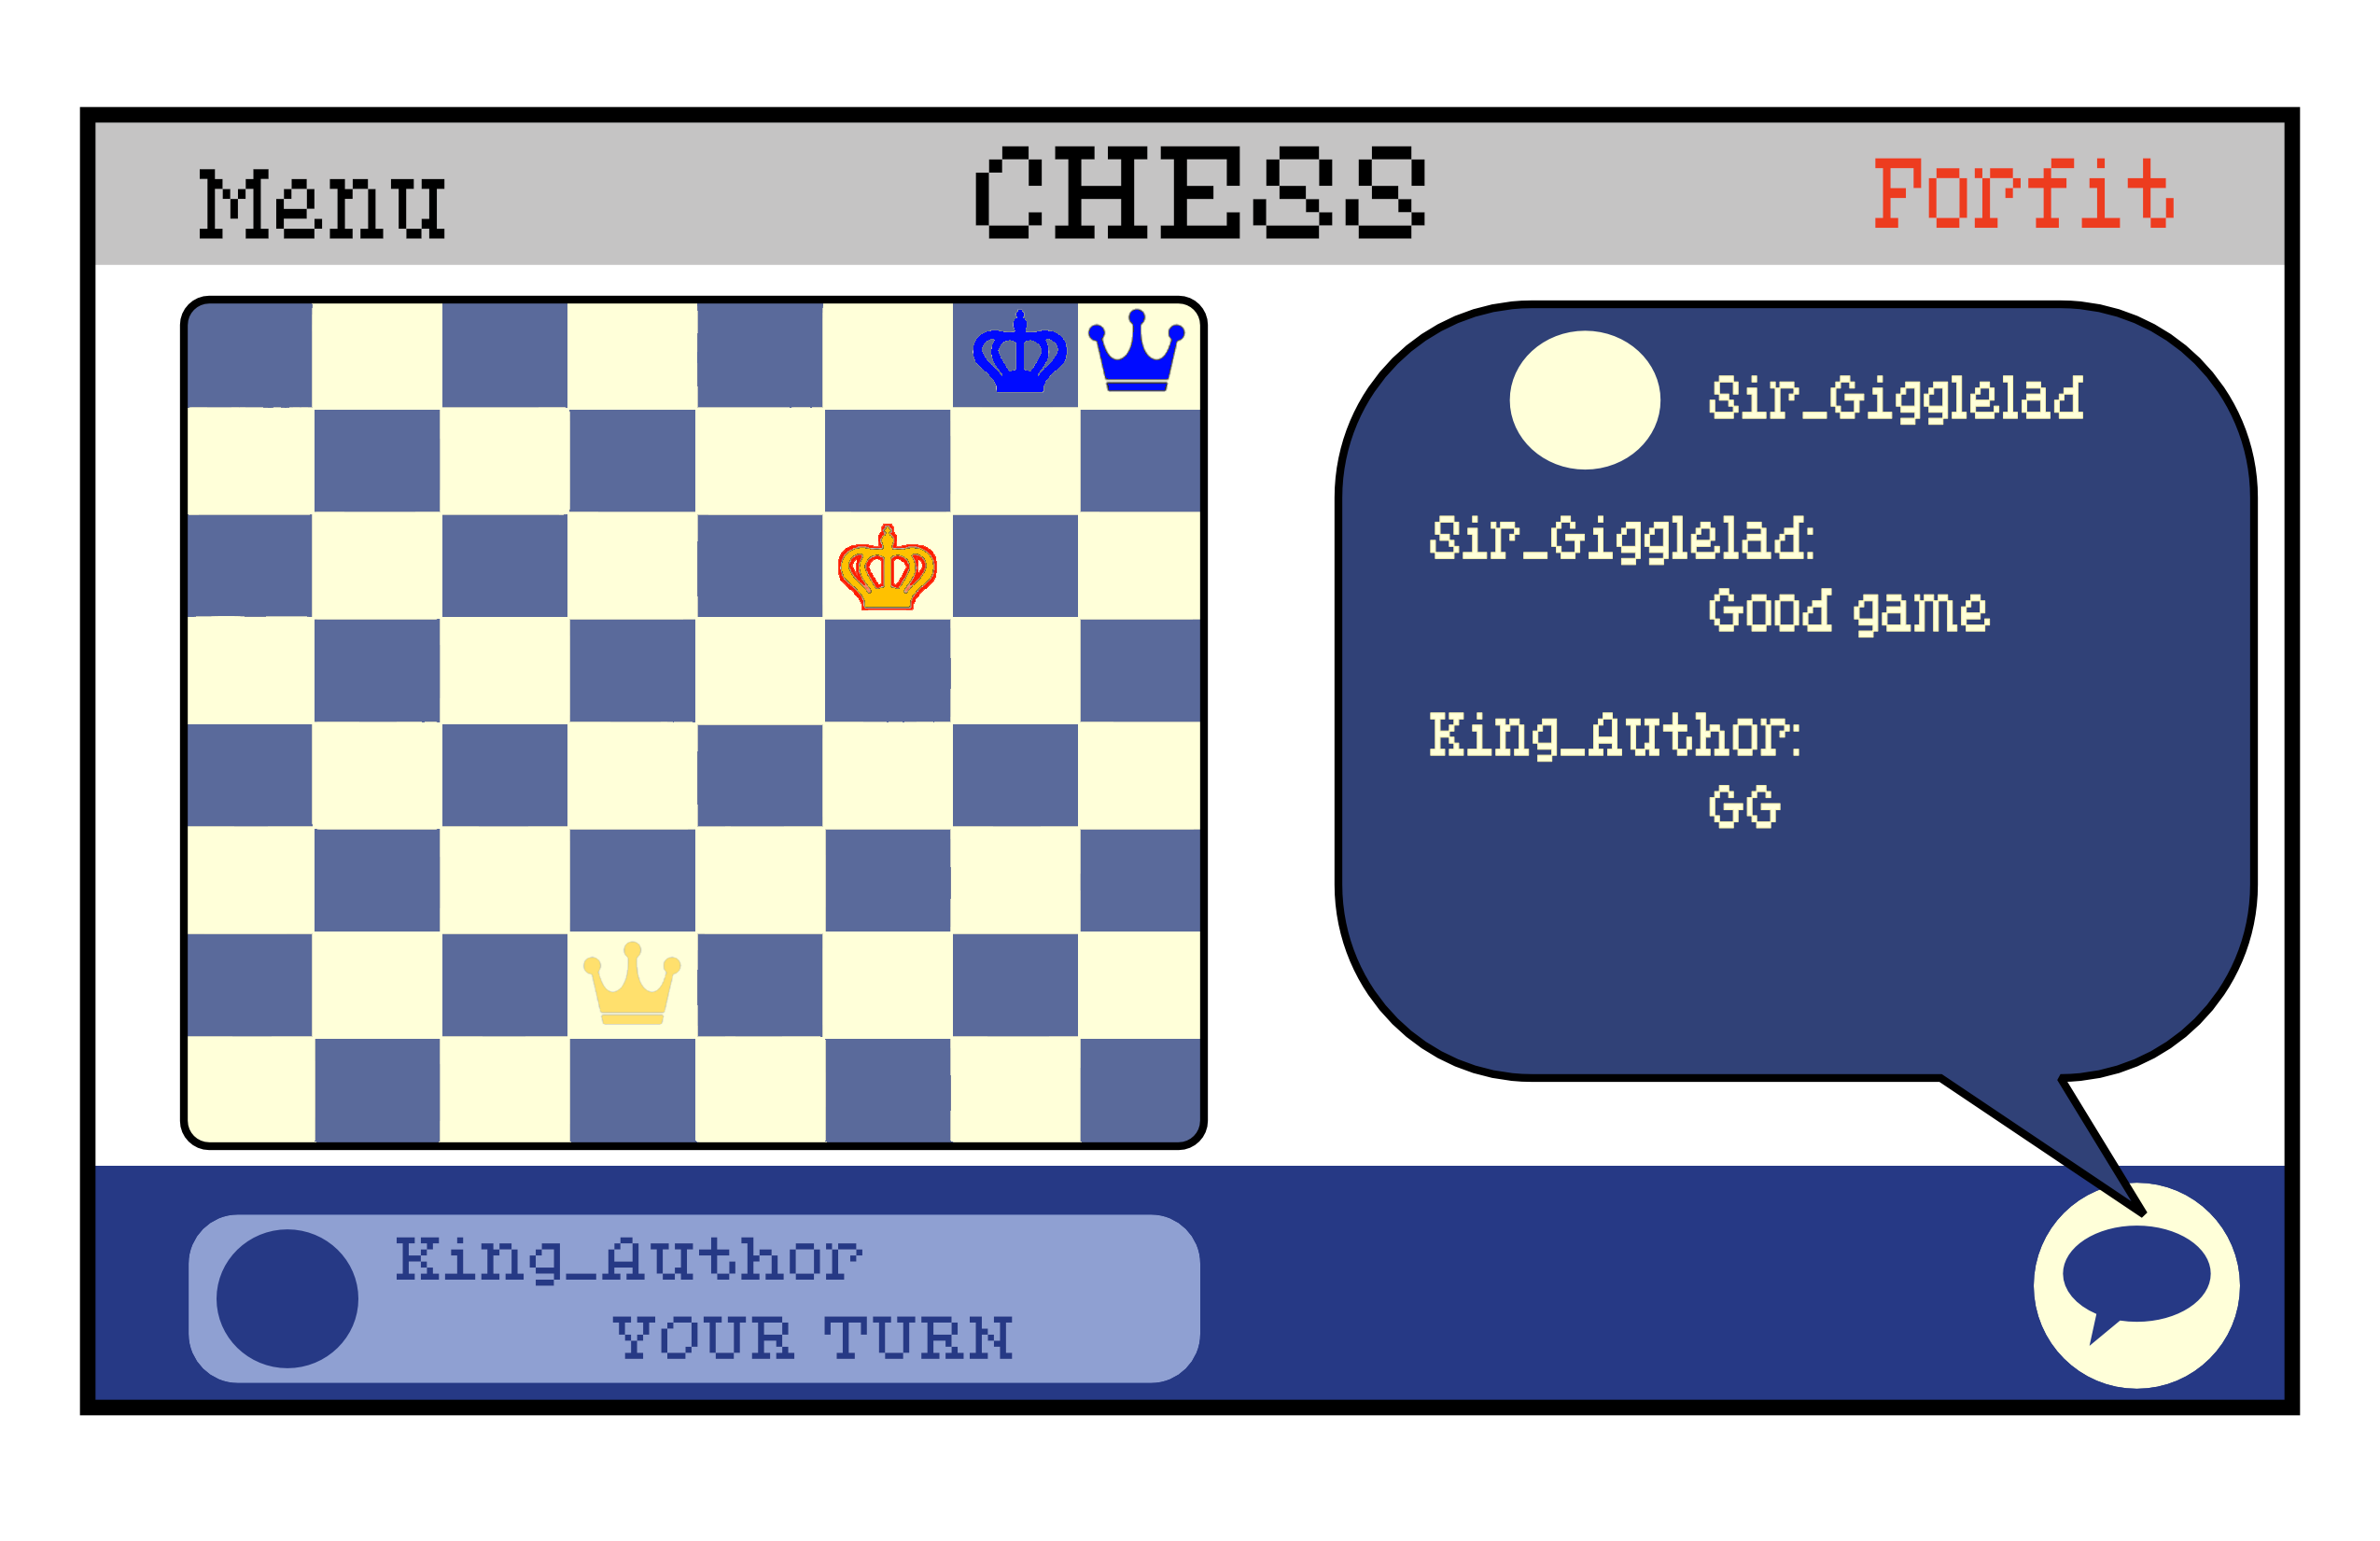 Menu
CHESS
Forfit
Sir_Gigglelad
Sir_Gigglelad:
Good game
King_Author:
GG
King_Author
YOUR TURN